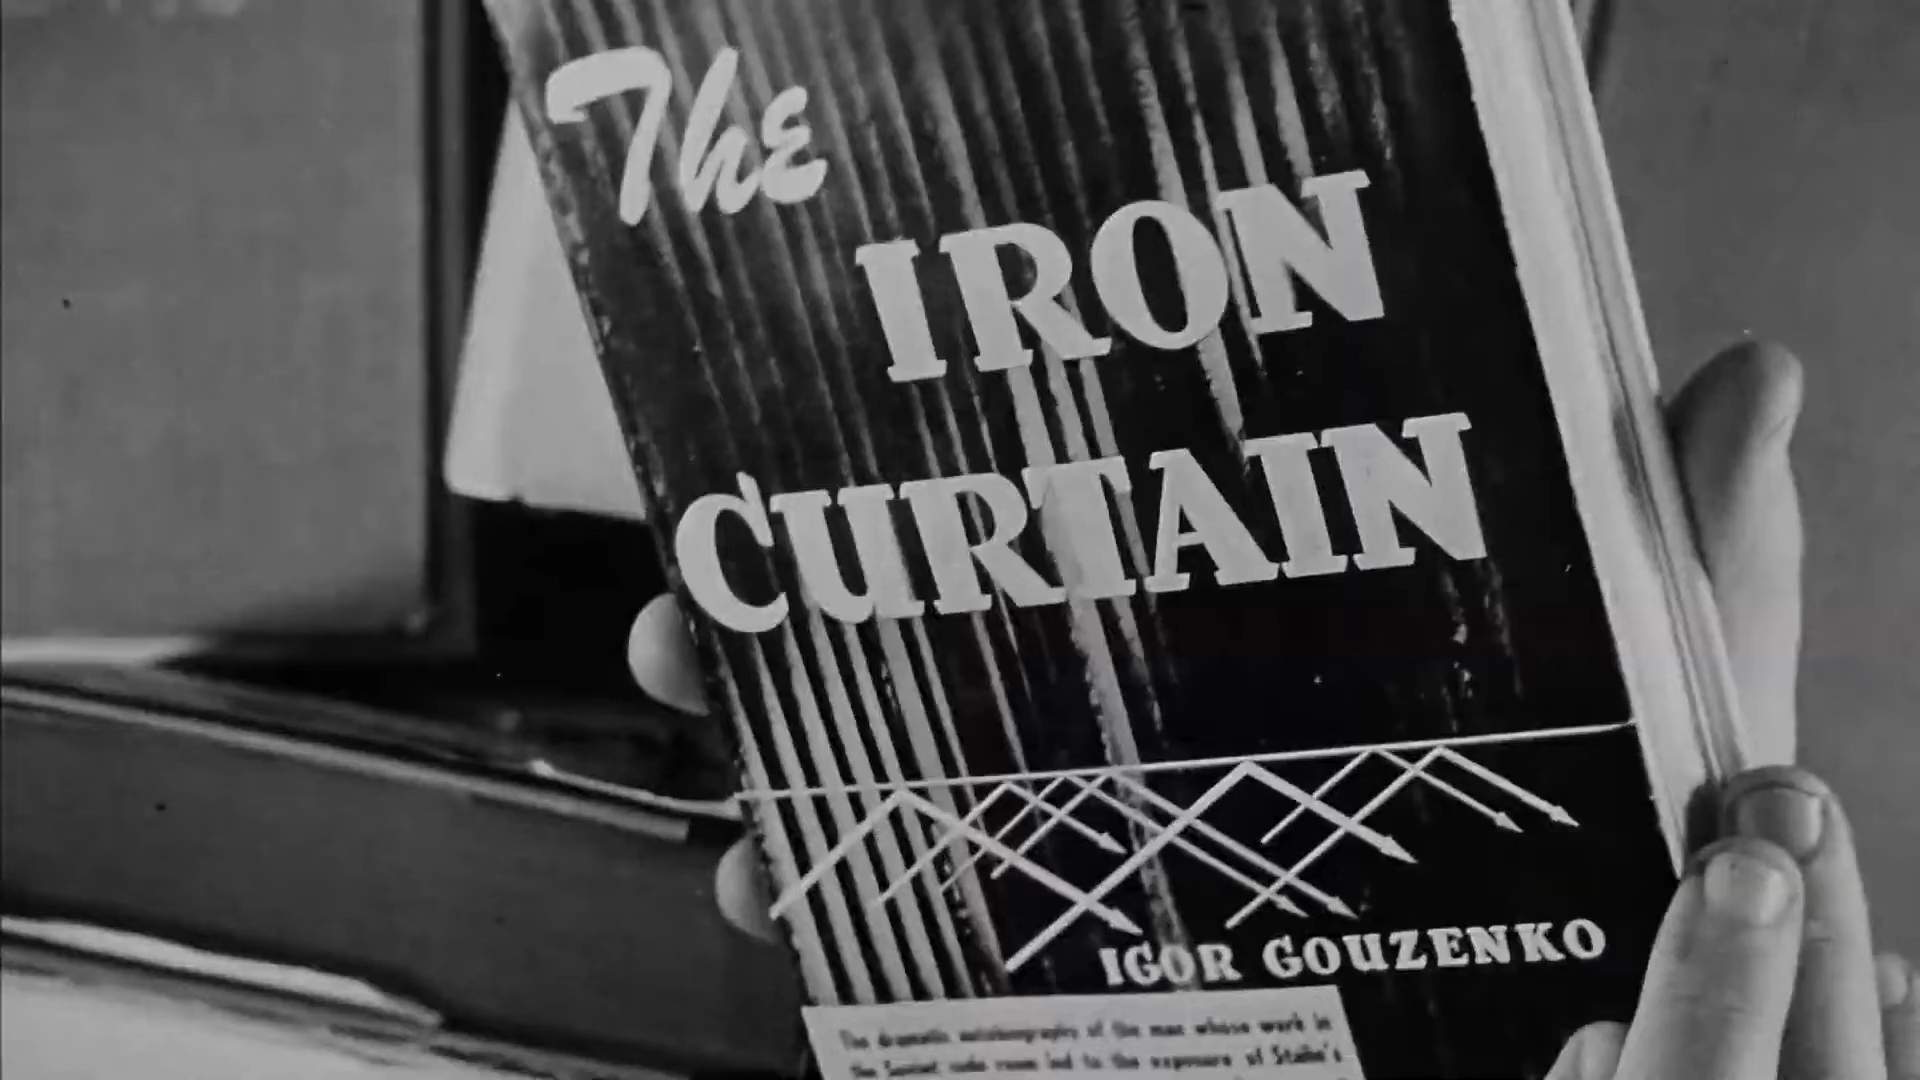 The
IRON
CURTAIN
IGOR GOUZENKO
The dramatic autobiography of the man whose work in
the Soviet code room led to the exposure of Stalin's